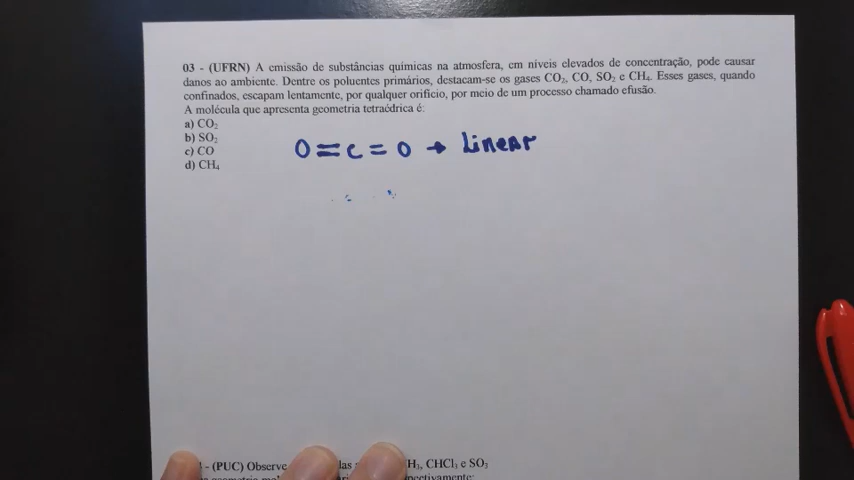 03 - (UFRN) A emissão de substâncias químicas na atmosfera, em níveis elevados de concentração, pode causar
danos ao ambiente. Dentre os poluentes primários, destacam-se os gases CO₂, CO, SO₂ e CH₄. Esses gases, quando
confinados, escapam lentamente, por qualquer orifício, por meio de um processo chamado efusão.
A molécula que apresenta geometria tetraédrica é:
a) CO₂
b) SO₂
c) CO
d) CH₄
O=C=O → Linear
- (PUC) Observe las H₃, CHCl₃ e SO₃